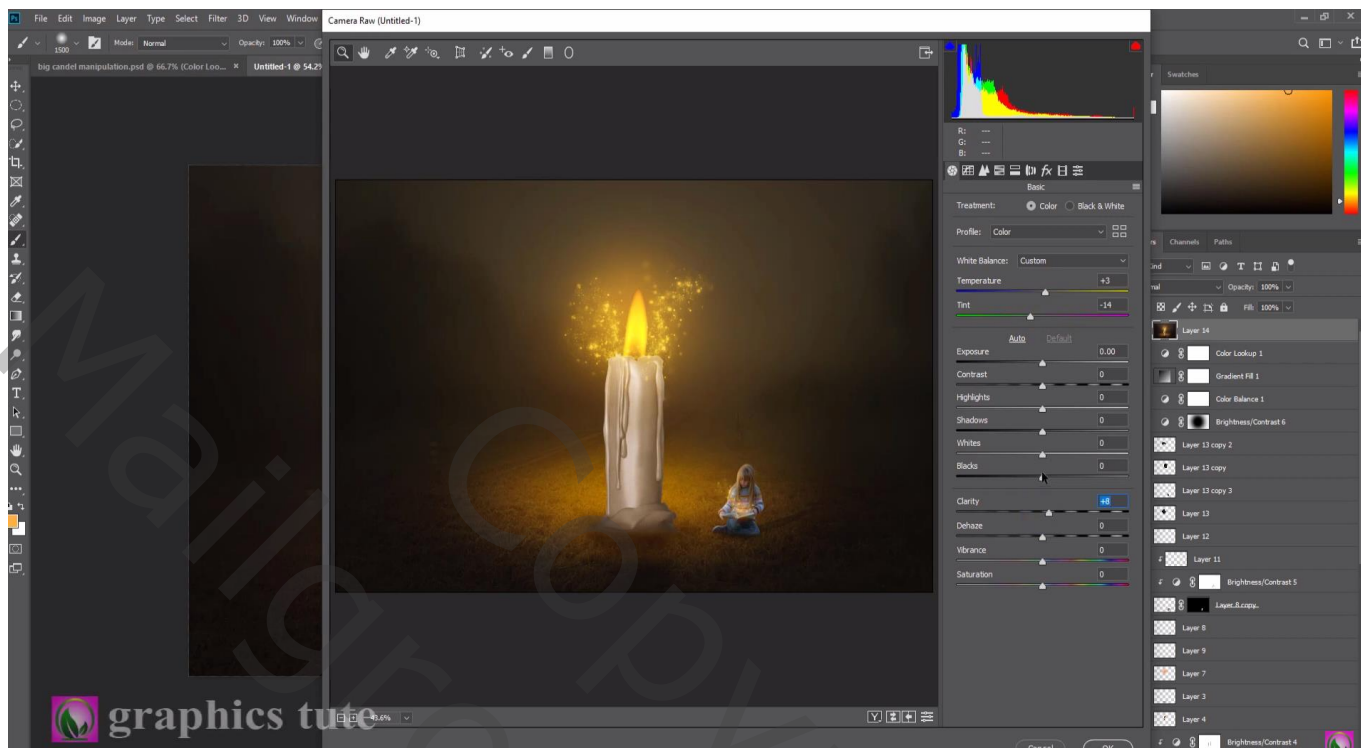 Ps File Edit Image Layer Type Select Filter 3D View Window
Camera Raw (Untitled-1)
1500 Mode: Normal Opacity: 100%
big candel manipulation.psd @ 66.7% (Color Loo... × Untitled-1 @ 54.2%
Swatches
R: ---
G: ---
B: ---
Basic
Treatment: Color Black & White
Profile: Color
White Balance: Custom
Temperature +3
Tint -14
Auto Default
Exposure 0.00
Contrast 0
Highlights 0
Shadows 0
Whites 0
Blacks 0
Clarity +8
Dehaze 0
Vibrance 0
Saturation 0
Channels Paths
Opacity: 100%
Fill: 100%
Layer 14
Color Lookup 1
Gradient Fill 1
Color Balance 1
Brightness/Contrast 6
Layer 13 copy 2
Layer 13 copy
Layer 13 copy 3
Layer 13
Layer 12
Layer 11
Brightness/Contrast 5
Layer 8 copy
Layer 8
Layer 9
Layer 7
Layer 3
Layer 4
Brightness/Contrast 4
graphics tute
43.6%
Y
Cancel OK